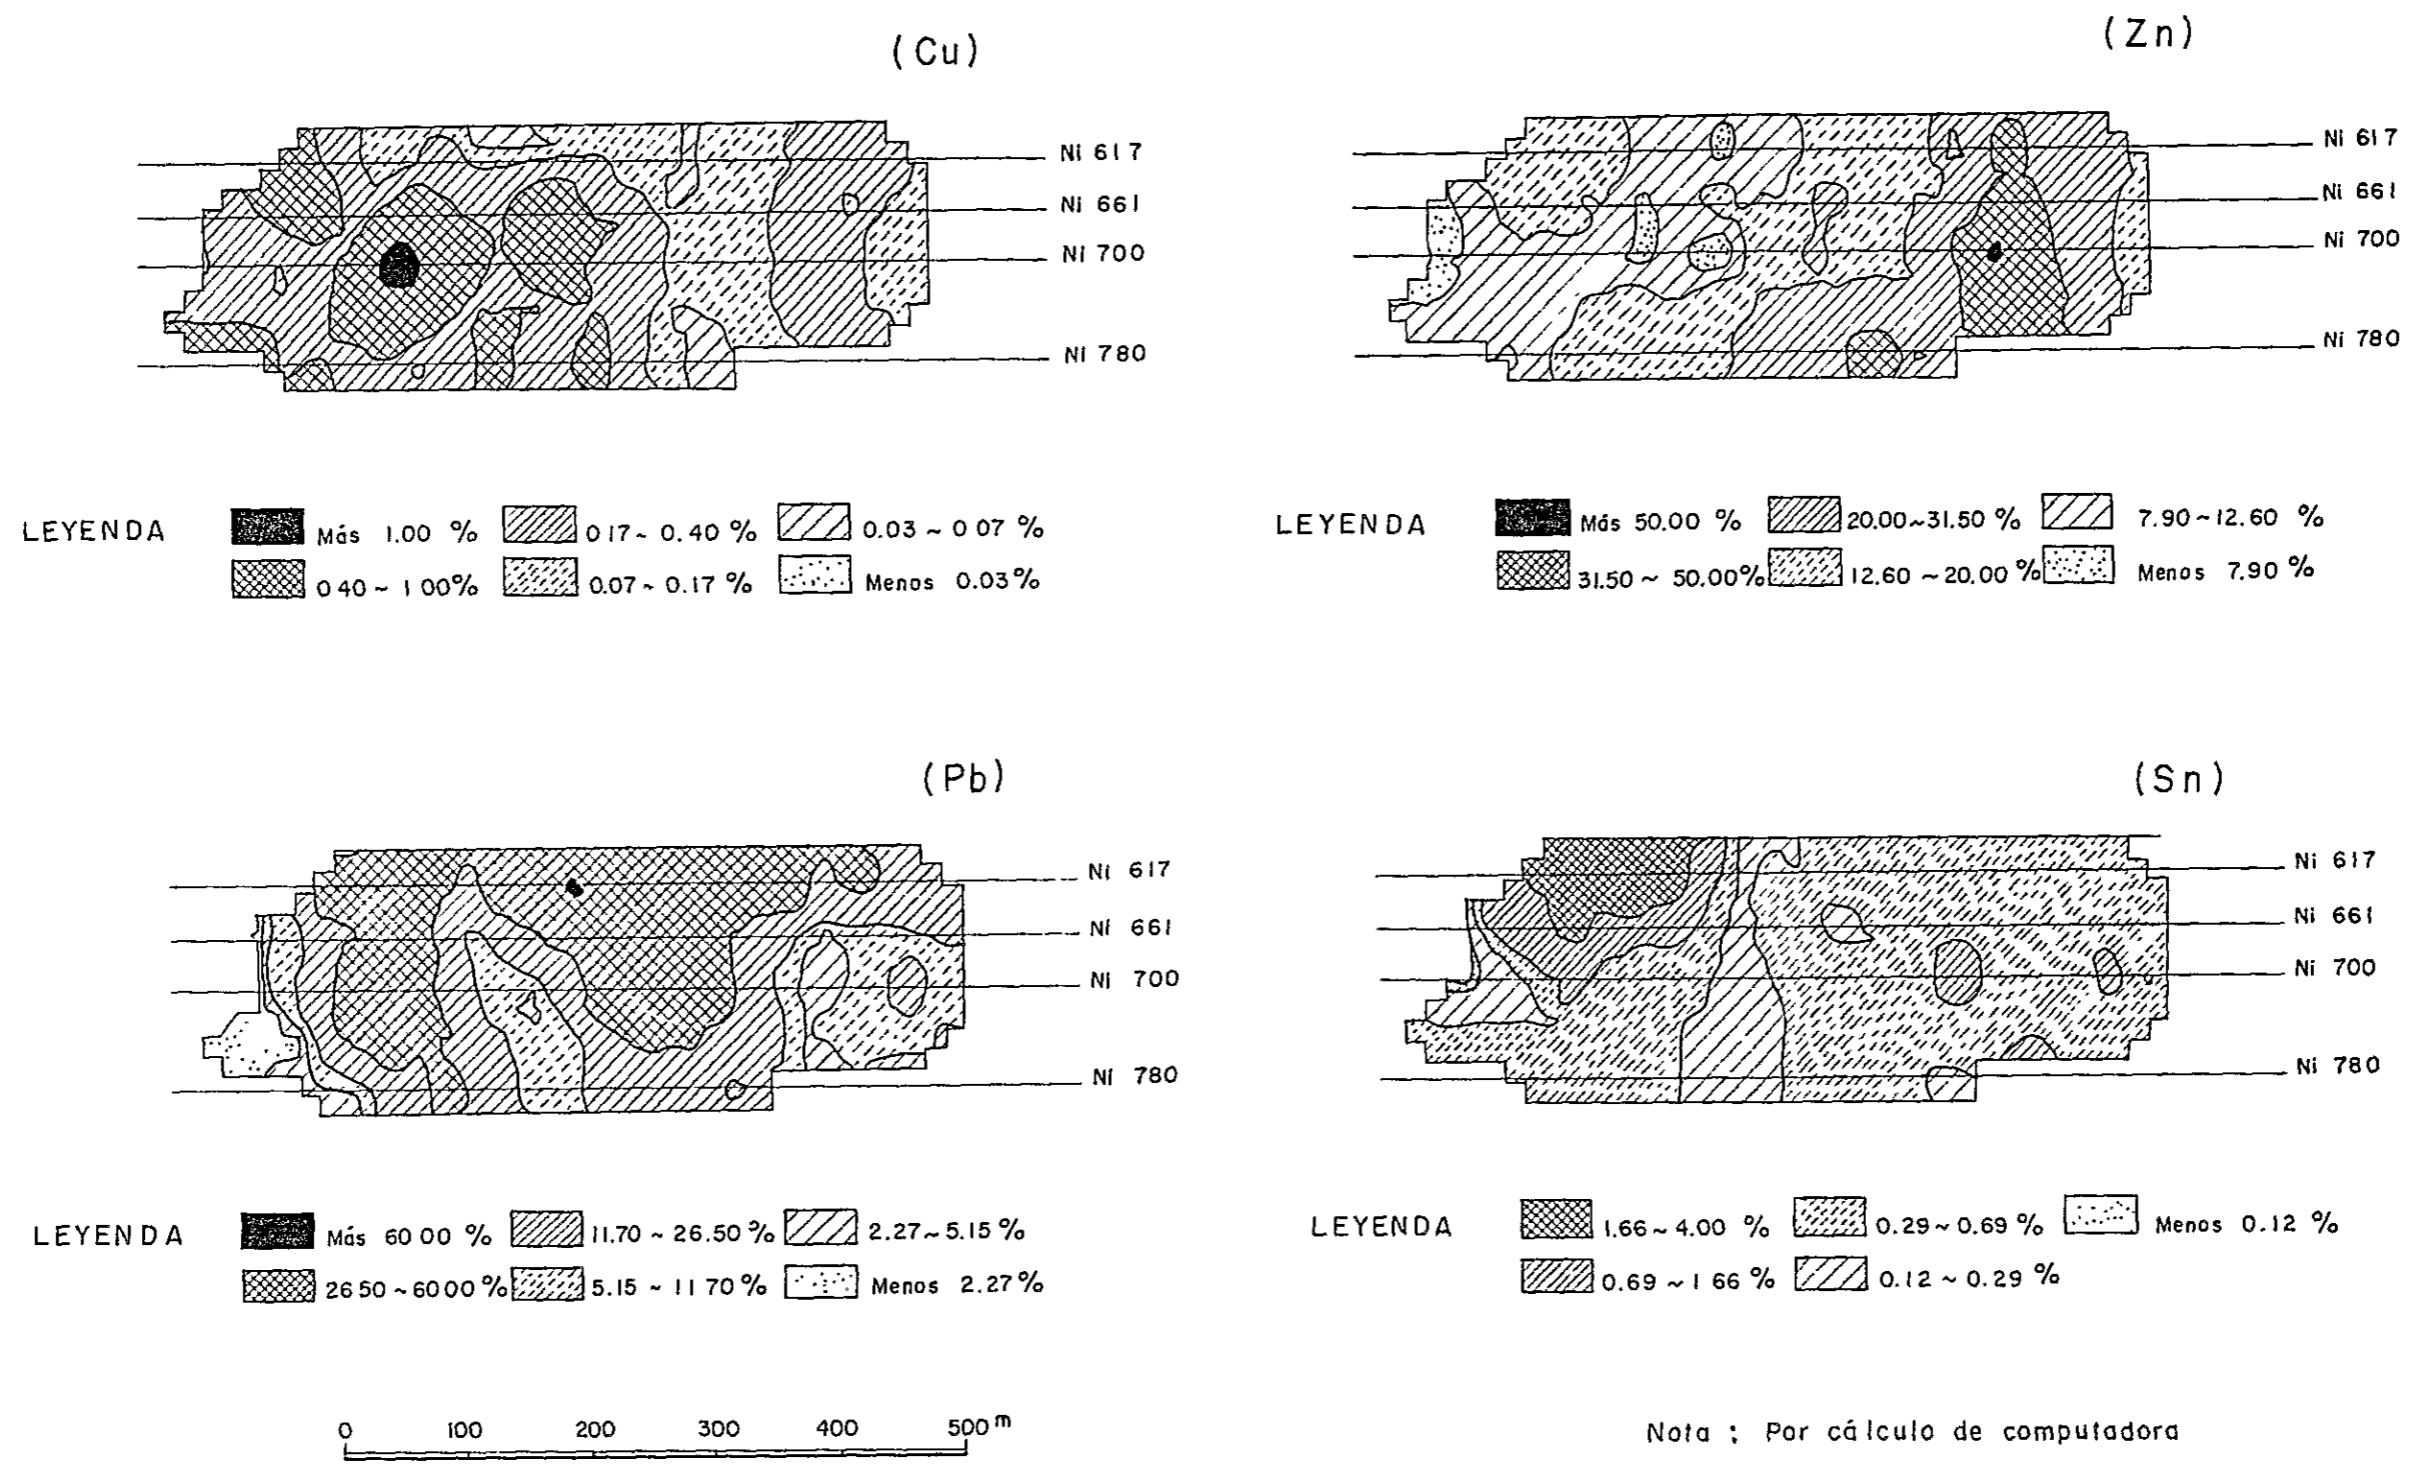 (Cu)
Ni 617
Ni 661
Ni 700
Ni 780
LEYENDA
Más 1.00 %
0 17 ~ 0.40 %
0.03 ~ 0 07 %
0 40 ~ 1 00%
0.07 ~ 0.17 %
Menos 0.03%
(Zn)
Ni 617
Ni 661
Ni 700
Ni 780
LEYENDA
Más 50.00 %
20.00~31.50 %
7.90~12.60 %
31.50 ~ 50.00%
12.60 ~20.00 %
Menos 7.90 %
(Pb)
Ni 617
Ni 661
Ni 700
Ni 780
LEYENDA
Más 60 00 %
11.70 ~ 26.50 %
2.27~5.15 %
26 50 ~60 00 %
5.15 ~ 11 70 %
Menos 2.27%
(Sn)
Ni 617
Ni 661
Ni 700
Ni 780
LEYENDA
1.66~4.00 %
0.29~0.69 %
Menos 0.12 %
0.69 ~1 66 %
0.12 ~ 0.29 %
0 100 200 300 400 500 m
Nota : Por cálculo de computadora